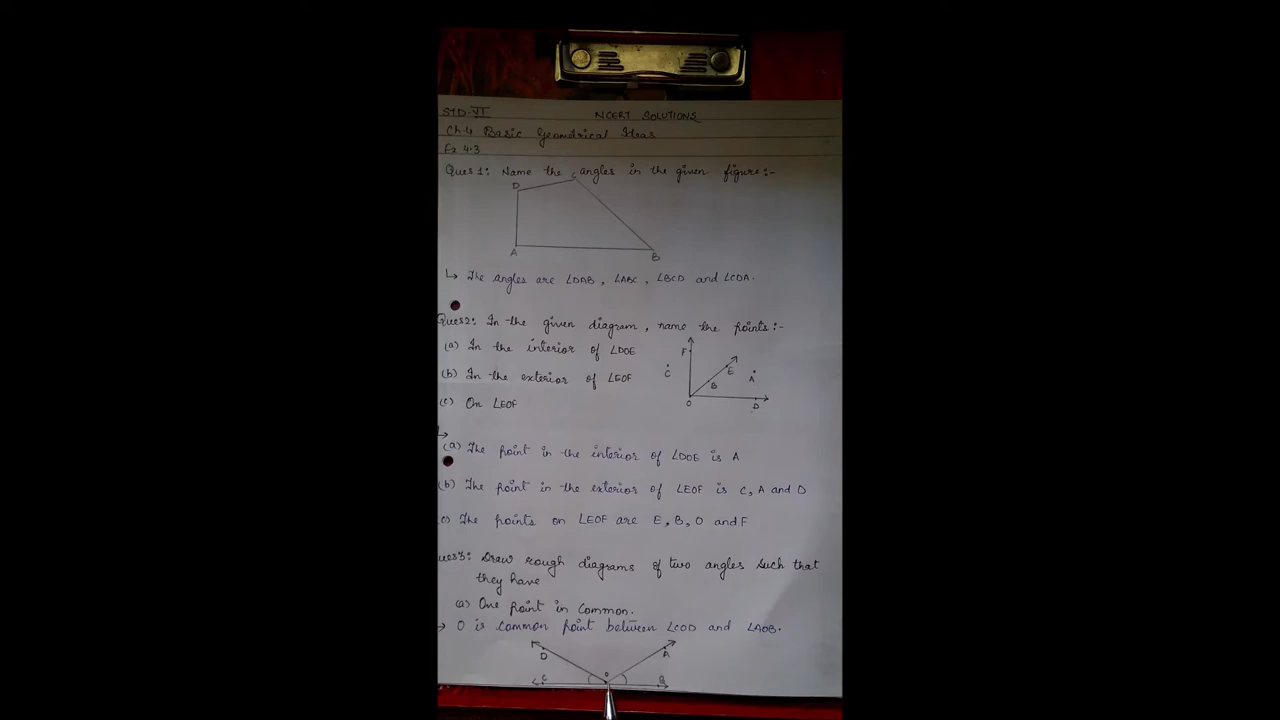 STD. VI NCERT SOLUTIONS
Ch.4 Basic Geometrical Ideas
Ex 4.3
Ques 1: Name the angles in the given figure:-
D C
A B
↳ The angles are ∠DAB, ∠ABC, ∠BCD and ∠CDA.
Ques2: In the given diagram, name the points:-
(a) In the interior of ∠DOE
(b) In the exterior of ∠EOF
(c) On ∠EOF
F C E A B O D
(a) The point in the interior of ∠DOE is A
(b) The point in the exterior of ∠EOF is C, A and D
c) The points on ∠EOF are E, B, O and F
ues3: Draw rough diagrams of two angles such that
they have
(a) One point in Common.
→ O is common point between ∠COD and ∠AOB.
D A
C O B